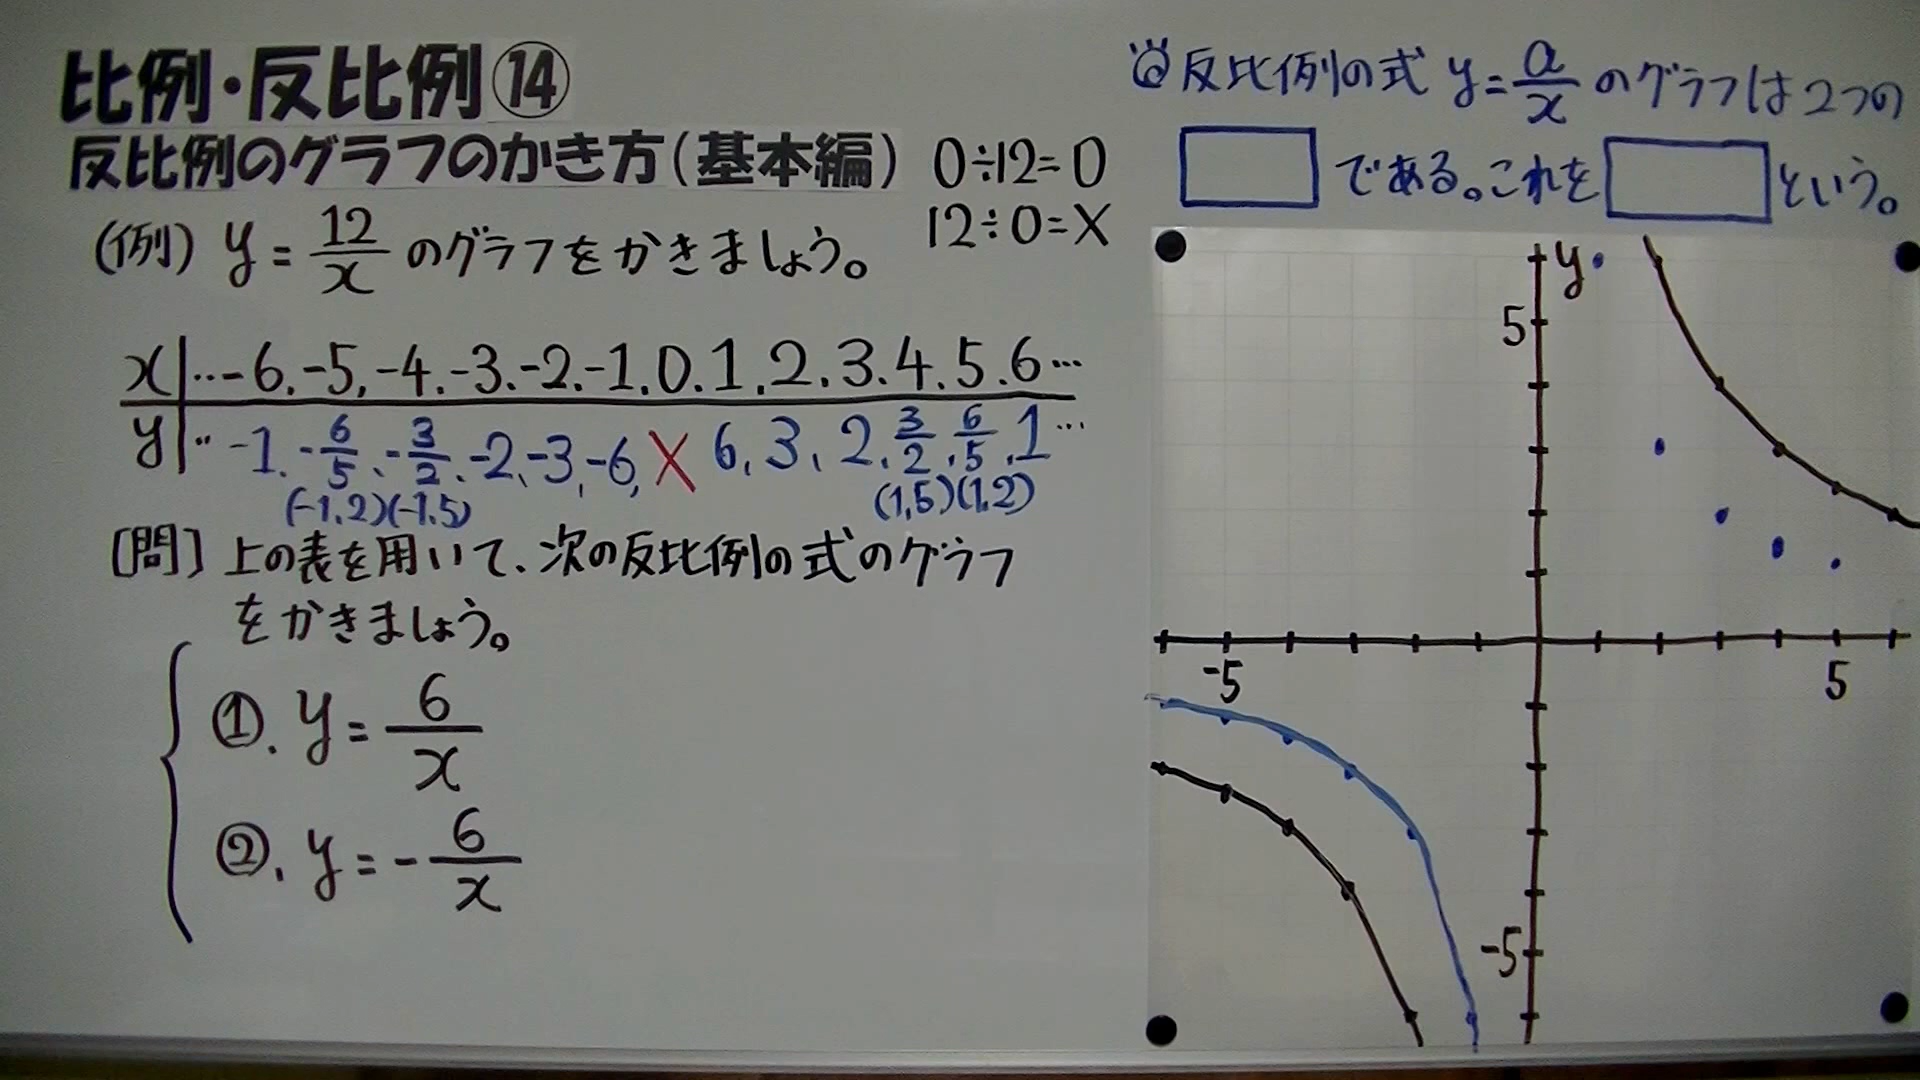 比例・反比例⑭
反比例のグラフのかき方(基本編)
0÷12=0
12÷0=X
(例) y=12/x のグラフをかきましょう。
x|…-6.-5.-4.-3.-2.-1.0.1.2.3.4.5.6…
y|‥-1.-6/5、-3/2、-2、-3、-6, X 6、3、2.3/2.6/5.1…
(-1.2)(-1.5) (1,5)(1.2)
[問] 上の表を用いて、次の反比例の式のグラフ
をかきましょう。
①. y=6/x
②. y=-6/x
反比例の式 y=a/x のグラフは2つの
である。これを
という。
y
5
-5
5
-5